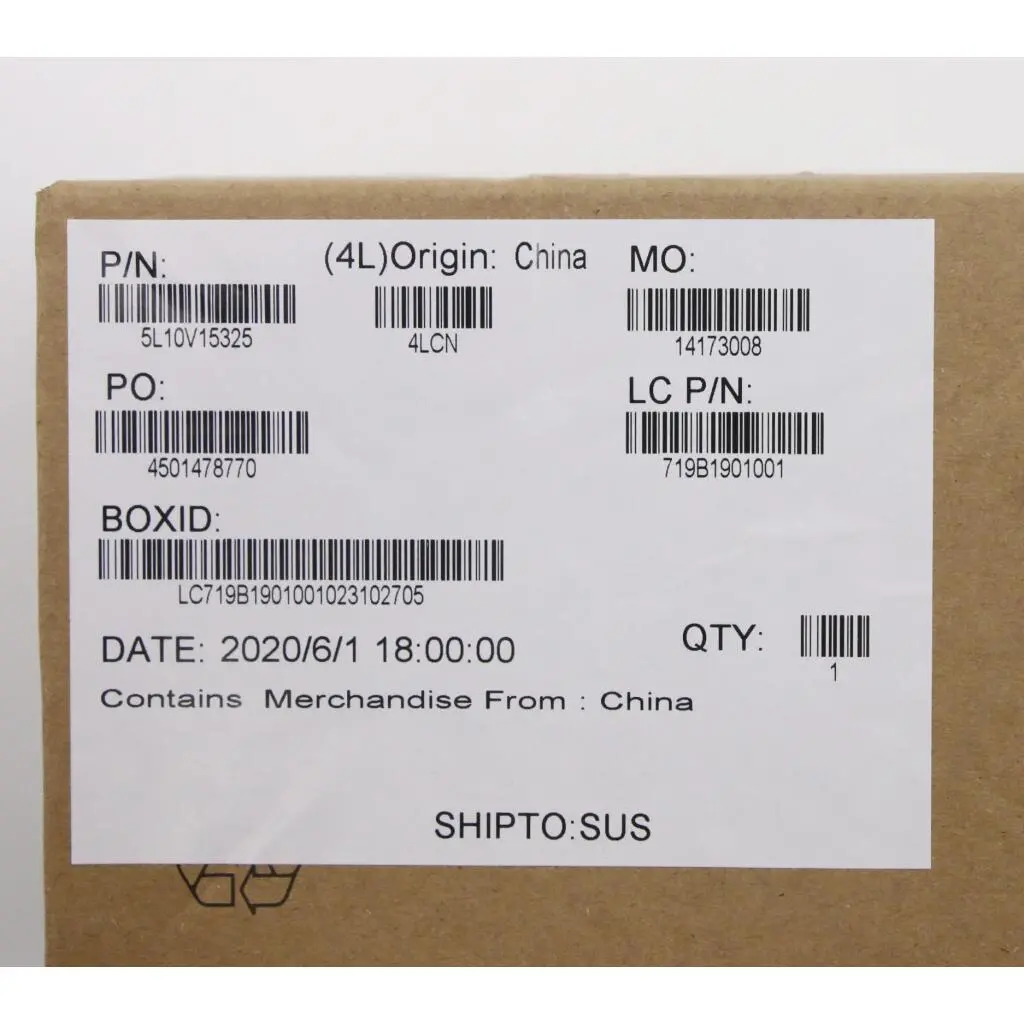 P/N:
(4L)Origin: China
MO:
5L10V15325
4LCN
14173008
PO:
LC P/N:
4501478770
719B1901001
BOXID:
LC719B1901001023102705
DATE: 2020/6/1 18:00:00
QTY:
1
Contains Merchandise From : China
SHIPTO:SUS